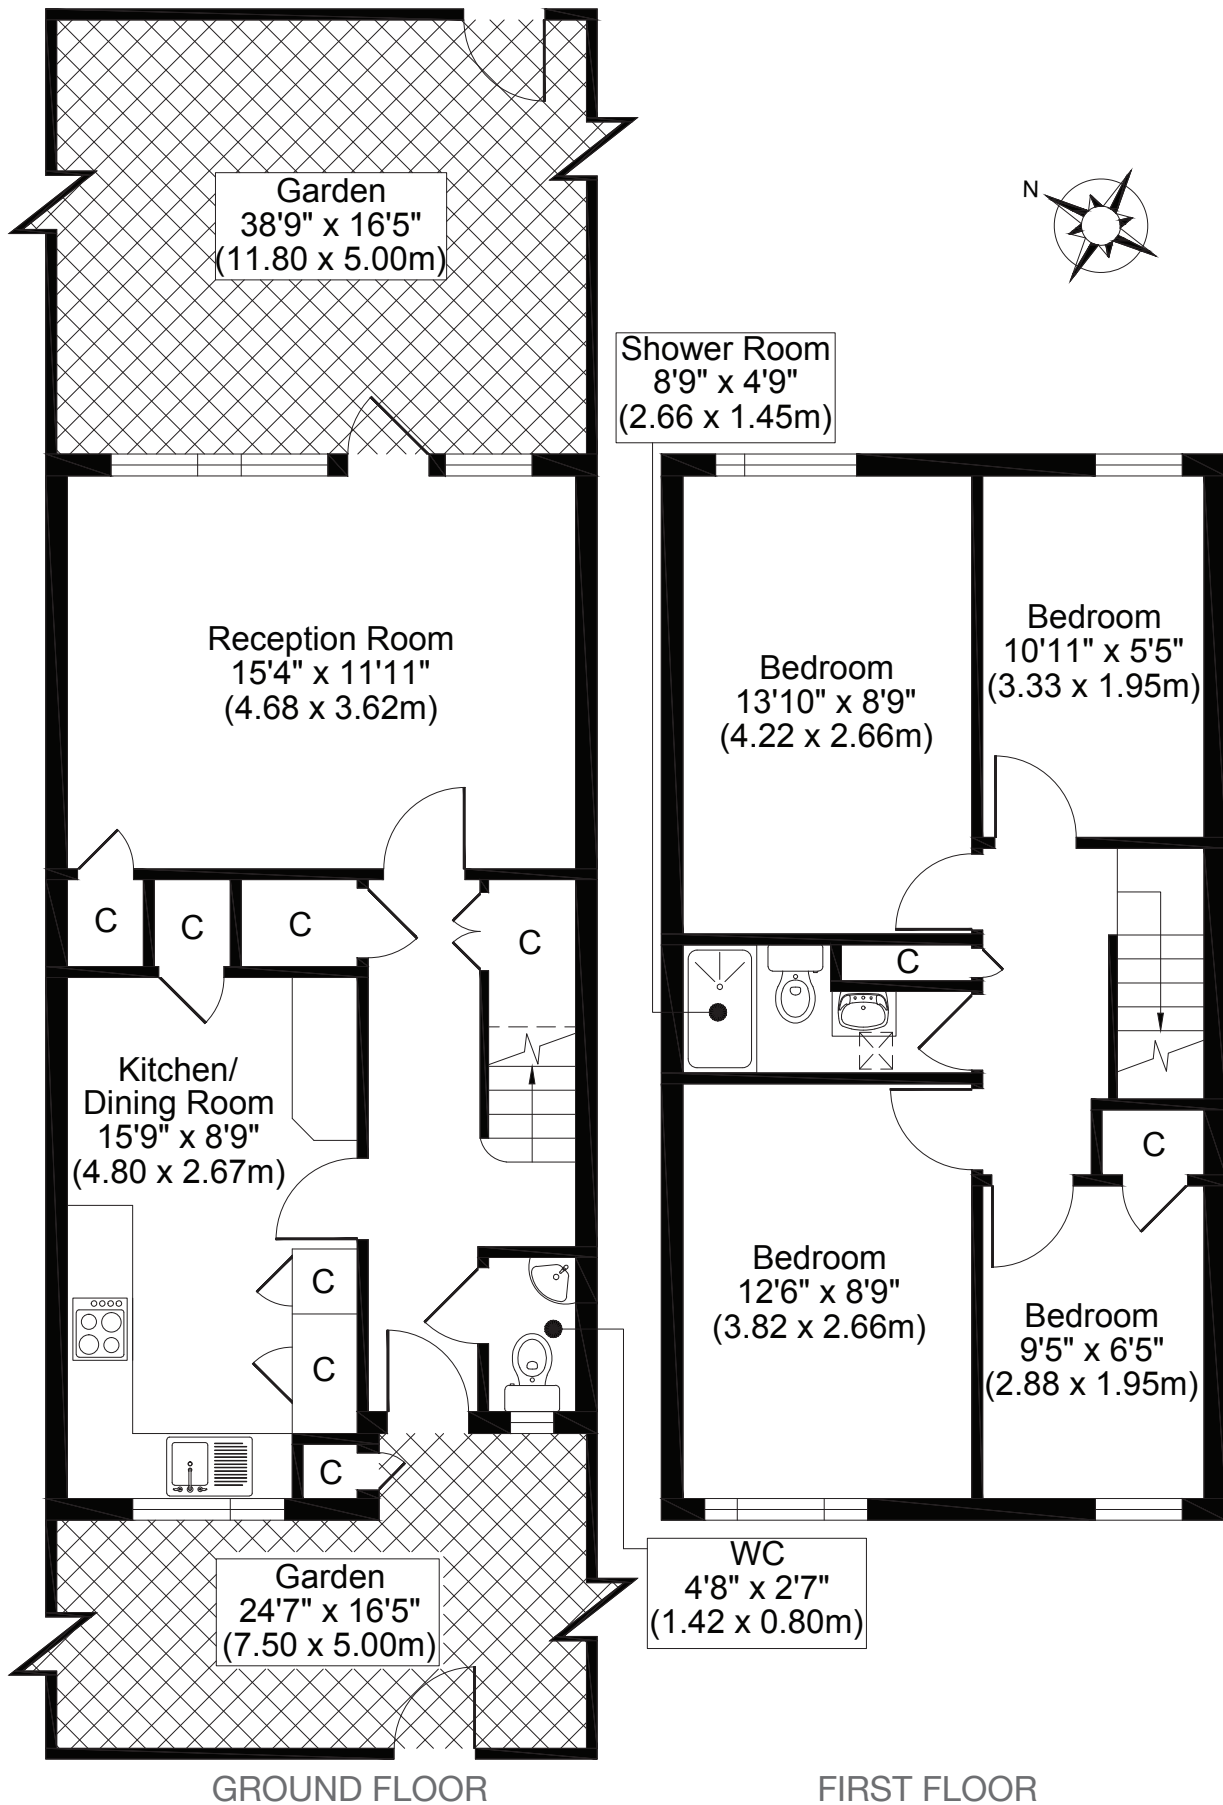 Garden
38'9" x 16'5"
(11.80 x 5.00m)
N
Shower Room
8'9" x 4'9"
(2.66 x 1.45m)
Reception Room
15'4" x 11'11"
(4.68 x 3.62m)
Bedroom
13'10" x 8'9"
(4.22 x 2.66m)
Bedroom
10'11" x 5'5"
(3.33 x 1.95m)
C
C
C
C
C
Kitchen/
Dining Room
15'9" x 8'9"
(4.80 x 2.67m)
C
C
C
C
Bedroom
12'6" x 8'9"
(3.82 x 2.66m)
Bedroom
9'5" x 6'5"
(2.88 x 1.95m)
WC
4'8" x 2'7"
(1.42 x 0.80m)
Garden
24'7" x 16'5"
(7.50 x 5.00m)
GROUND FLOOR
FIRST FLOOR